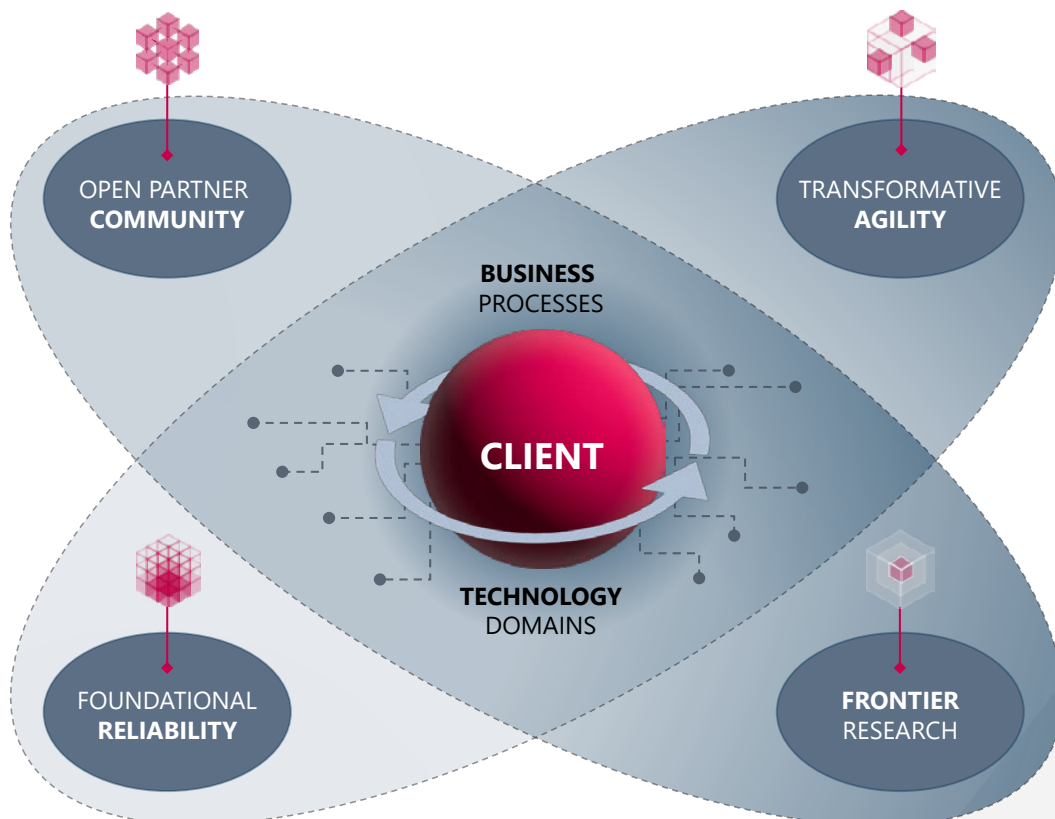 OPEN PARTNER
COMMUNITY
TRANSFORMATIVE
AGILITY
BUSINESS
PROCESSES
CLIENT
TECHNOLOGY
DOMAINS
FOUNDATIONAL
RELIABILITY
FRONTIER
RESEARCH